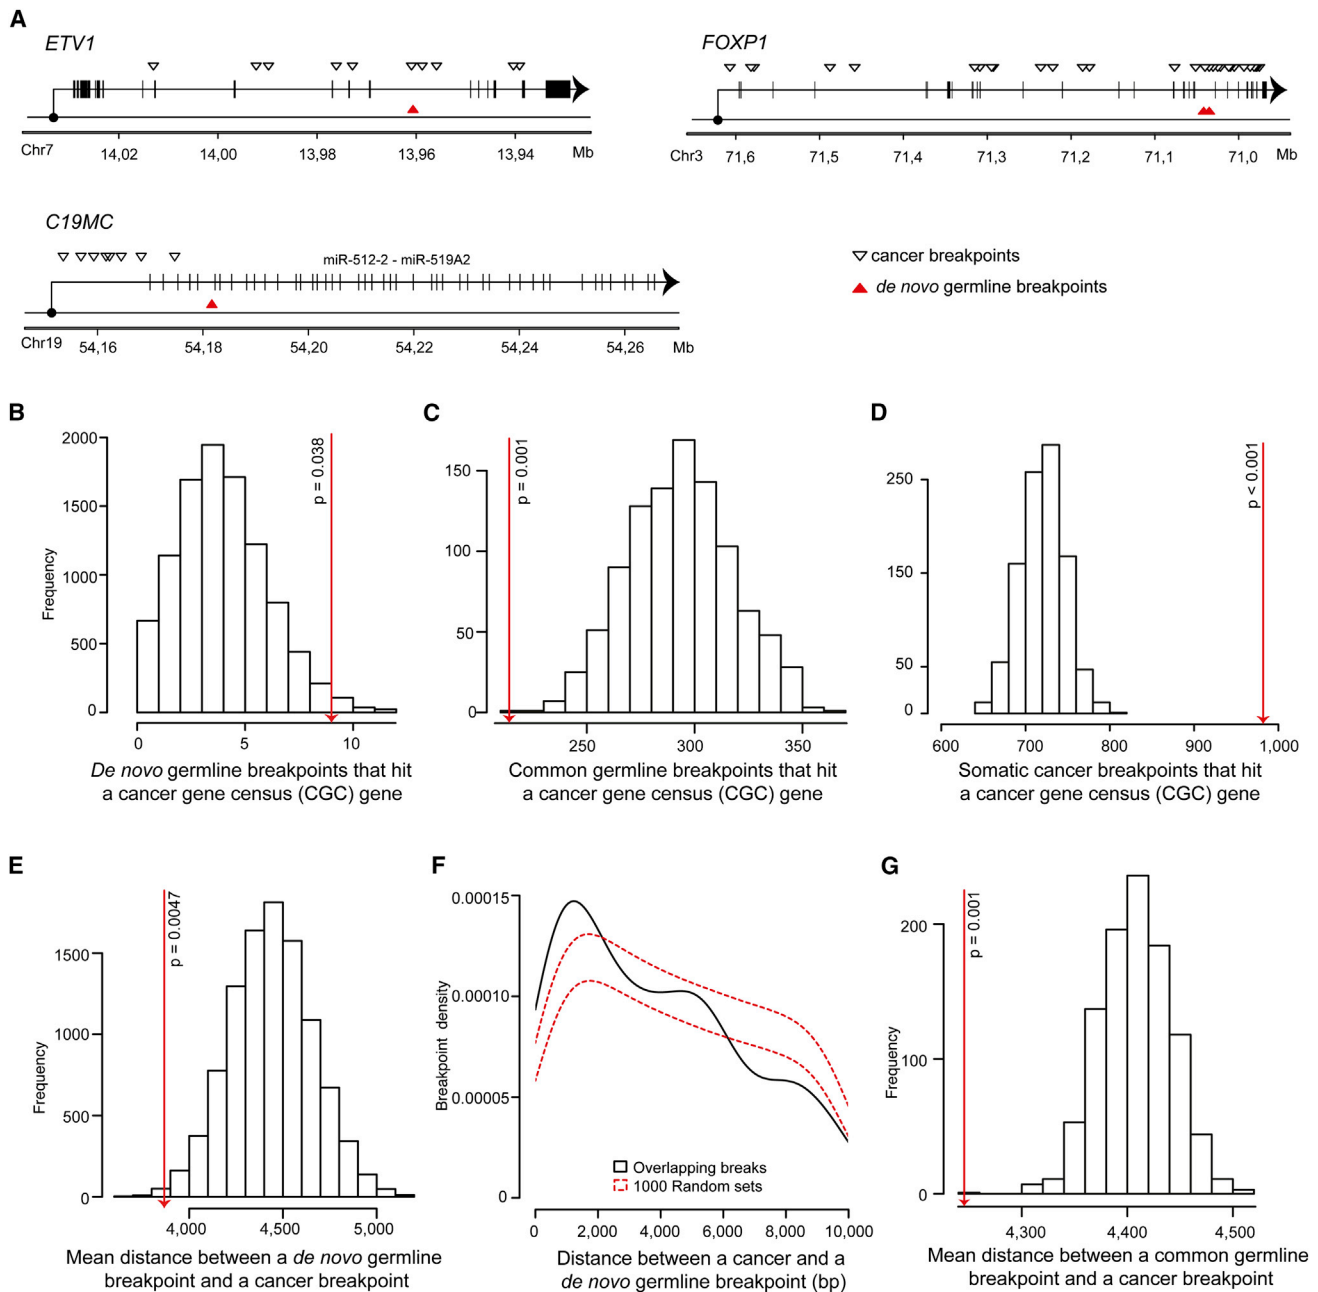 A
ETV1
Chr7
14,02
14,00
13,98
13,96
13,94
Mb
FOXP1
Chr3
71,6
71,5
71,4
71,3
71,2
71,1
71,0
Mb
C19MC
miR-512-2 - miR-519A2
Chr19
54,16
54,18
54,20
54,22
54,24
54,26
Mb
cancer breakpoints
de novo germline breakpoints
B
Frequency
2000
1500
1000
500
0
p = 0.038
0
5
10
De novo germline breakpoints that hit
a cancer gene census (CGC) gene
C
150
100
50
0
p = 0.001
250
300
350
Common germline breakpoints that hit
a cancer gene census (CGC) gene
D
250
150
50
0
p < 0.001
600
700
800
900
1,000
Somatic cancer breakpoints that hit
a cancer gene census (CGC) gene
E
Frequency
1500
1000
500
0
p = 0.0047
4,000
4,500
5,000
Mean distance between a de novo germline
breakpoint and a cancer breakpoint
F
Breakpoint density
0.00015
0.00010
0.00005
0
Overlapping breaks
1000 Random sets
0
2,000
4,000
6,000
8,000
10,000
Distance between a cancer and a
de novo germline breakpoint (bp)
G
Frequency
200
100
0
p = 0.001
4,300
4,400
4,500
Mean distance between a common germline
breakpoint and a cancer breakpoint